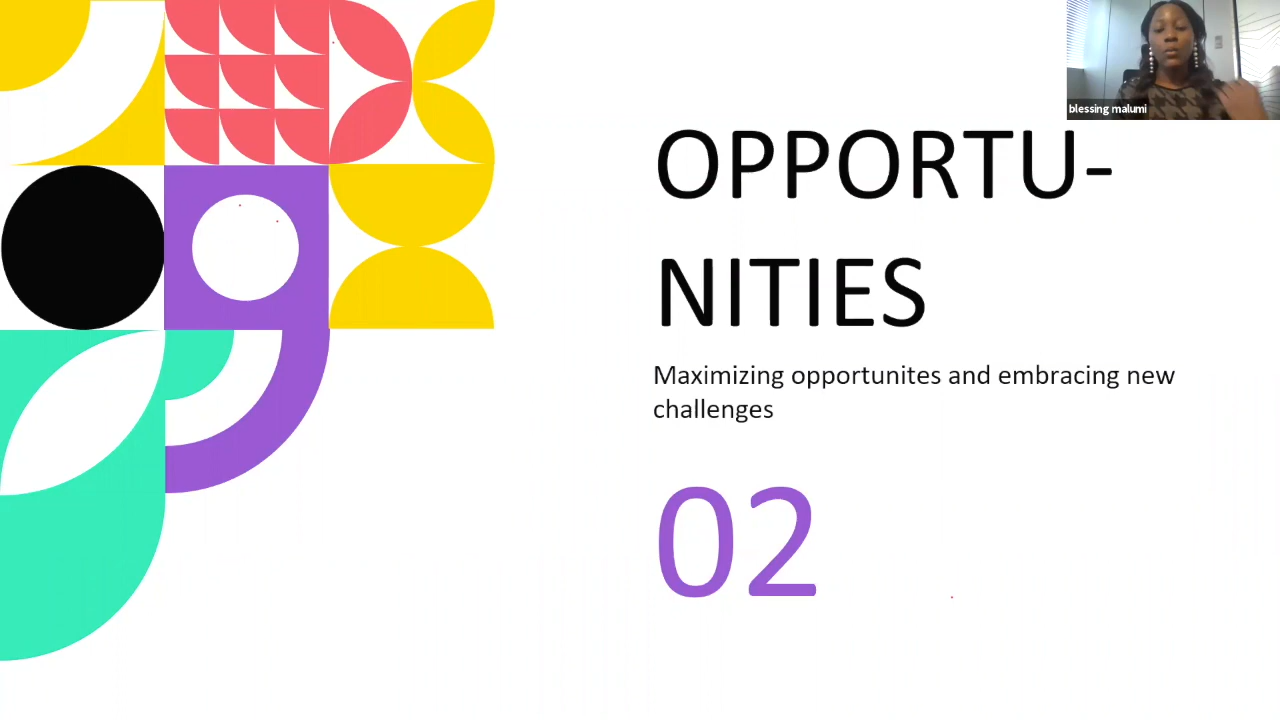 blessing malumi
OPPORTU-
NITIES
Maximizing opportunites and embracing new
challenges
02